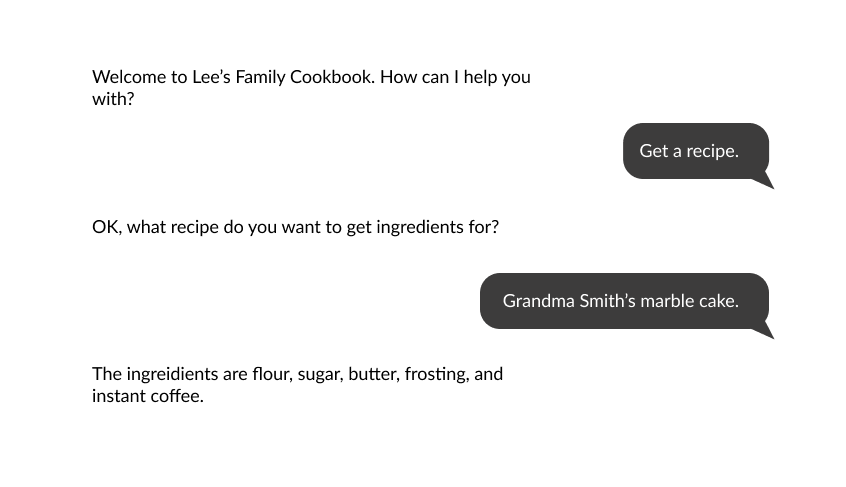 Welcome to Lee’s Family Cookbook. How can I help you
with?
Get a recipe.
OK, what recipe do you want to get ingredients for?
Grandma Smith’s marble cake.
The ingreidients are flour, sugar, butter, frosting, and
instant coffee.